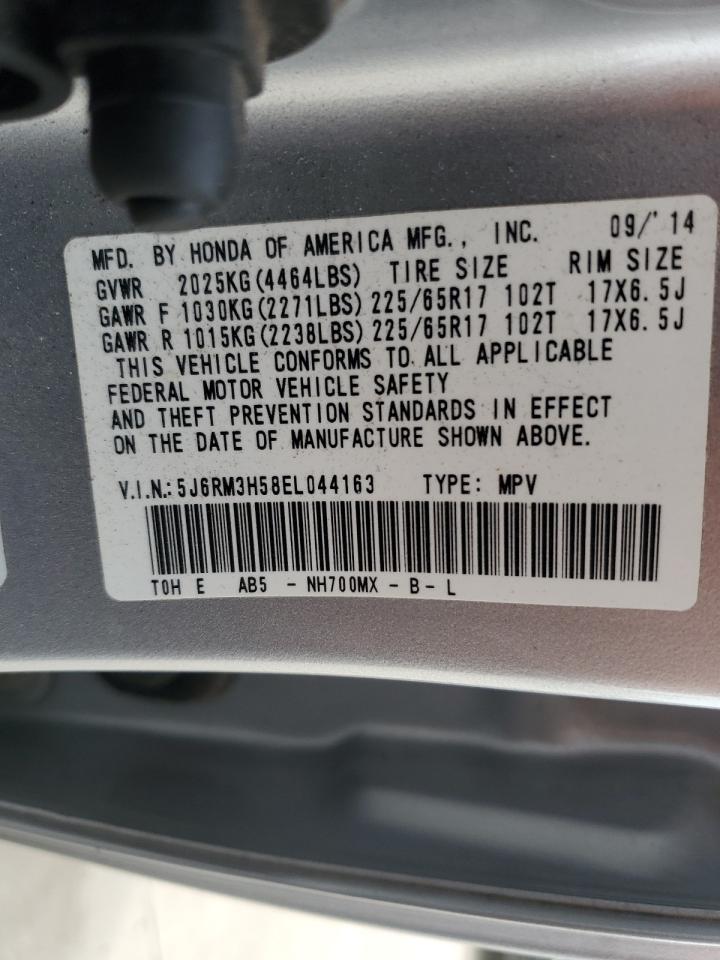 MFD. BY HONDA OF AMERICA MFG., INC. 09/'14
GVWR 2025KG(4464LBS) TIRE SIZE RIM SIZE
GAWR F 1030KG(2271LBS) 225/65R17 102T 17X6.5J
GAWR R 1015KG(2238LBS) 225/65R17 102T 17X6.5J
THIS VEHICLE CONFORMS TO ALL APPLICABLE
FEDERAL MOTOR VEHICLE SAFETY
AND THEFT PREVENTION STANDARDS IN EFFECT
ON THE DATE OF MANUFACTURE SHOWN ABOVE.
V.I.N.: 5J6RM3H58EL044163 TYPE: MPV
T0H E AB5 - NH700MX - B - L